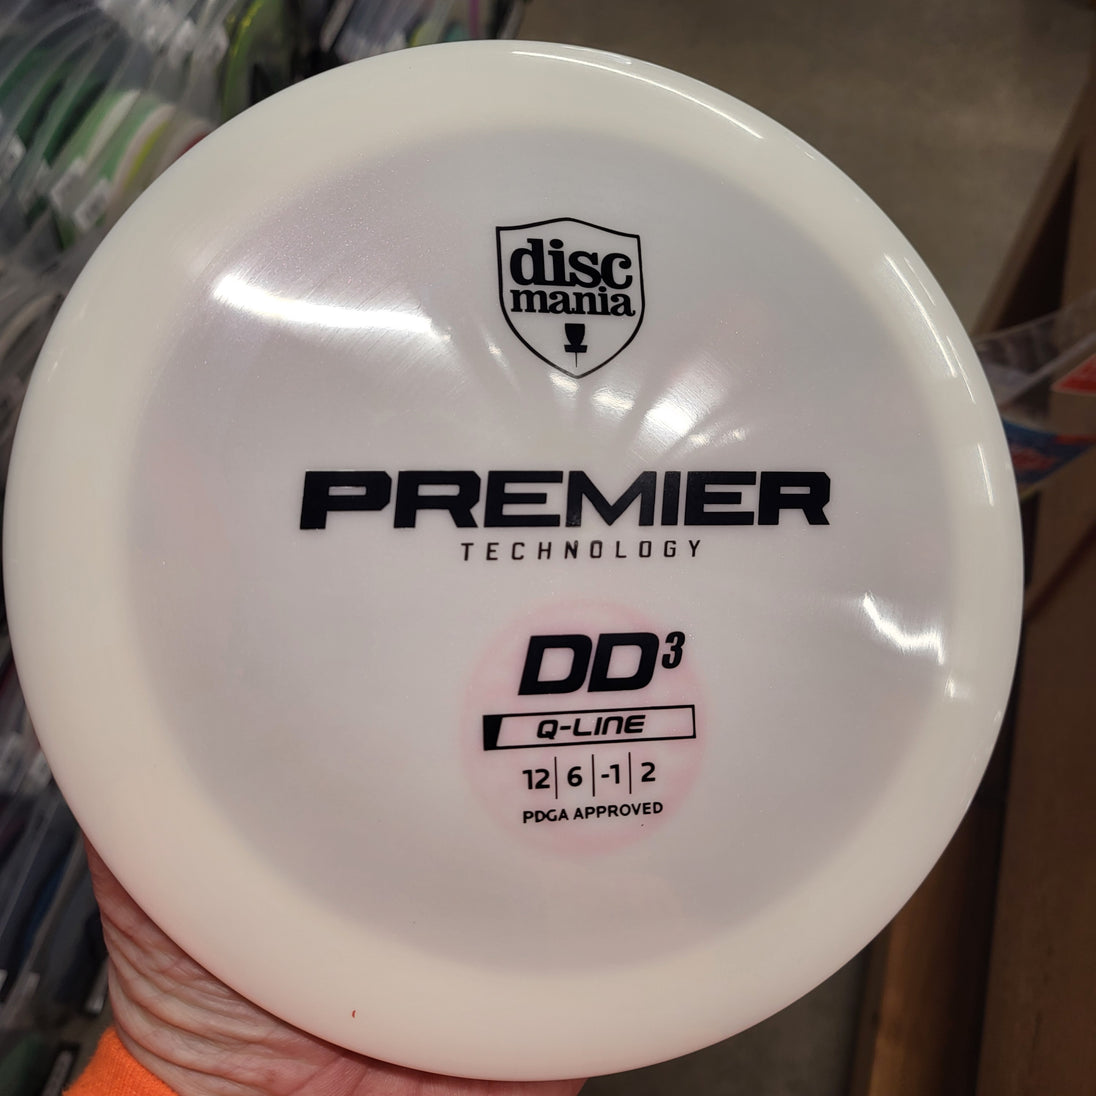 disc
mania
PREMIER
TECHNOLOGY
DD³
Q-LINE
12 | 6 | -1 | 2
PDGA APPROVED